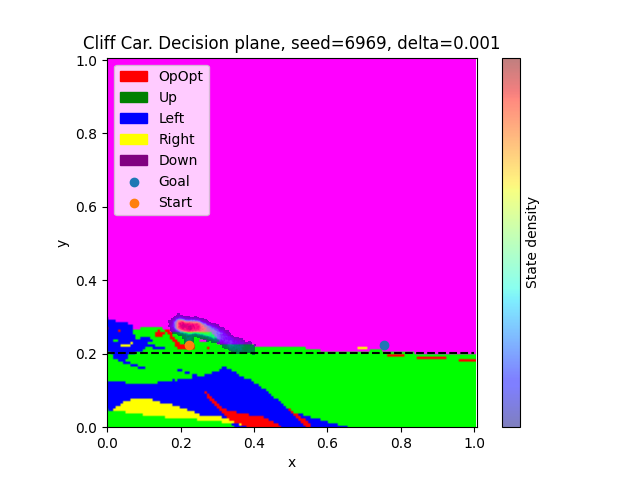 Cliff Car. Decision plane, seed=6969, delta=0.001
1.0
0.8
0.6
0.4
0.2
0.0
y
OpOpt
Up
Left
Right
Down
Goal
Start
State density
0.0
0.2
0.4
0.6
0.8
1.0
x